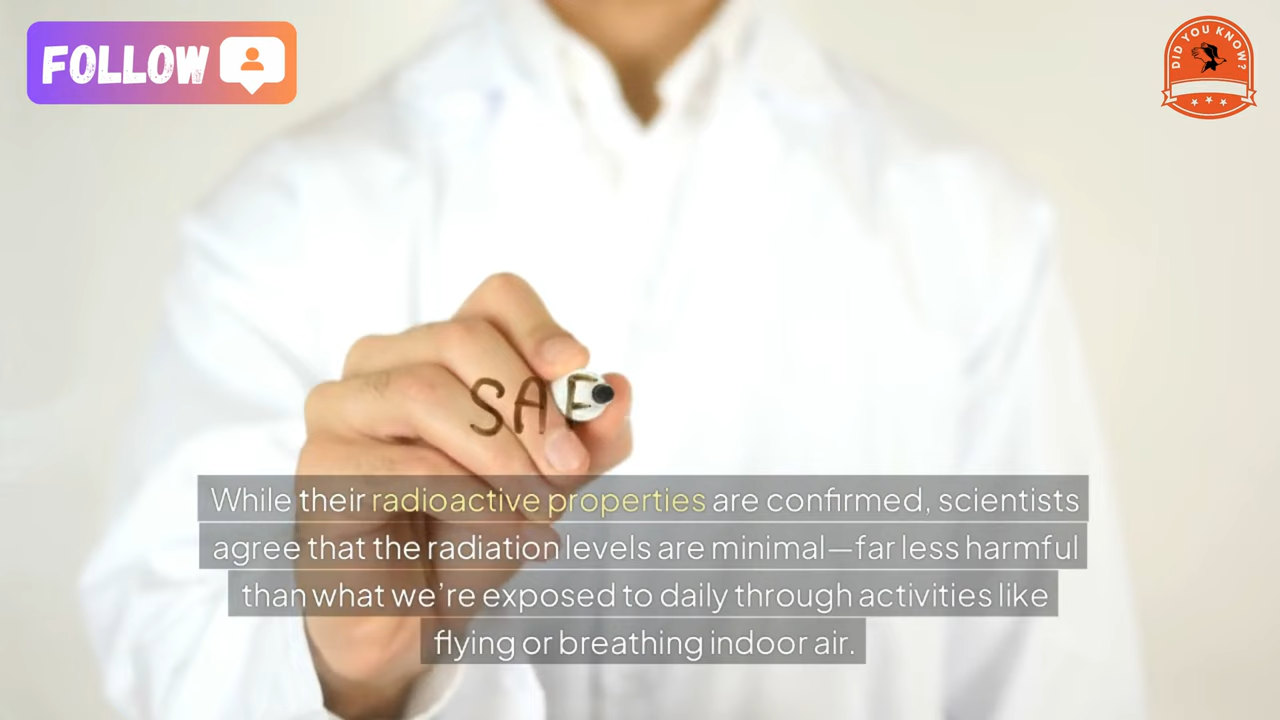 FOLLOW
DID YOU KNOW?
SAF
While their radioactive properties are confirmed, scientists
agree that the radiation levels are minimal—far less harmful
than what we’re exposed to daily through activities like
flying or breathing indoor air.